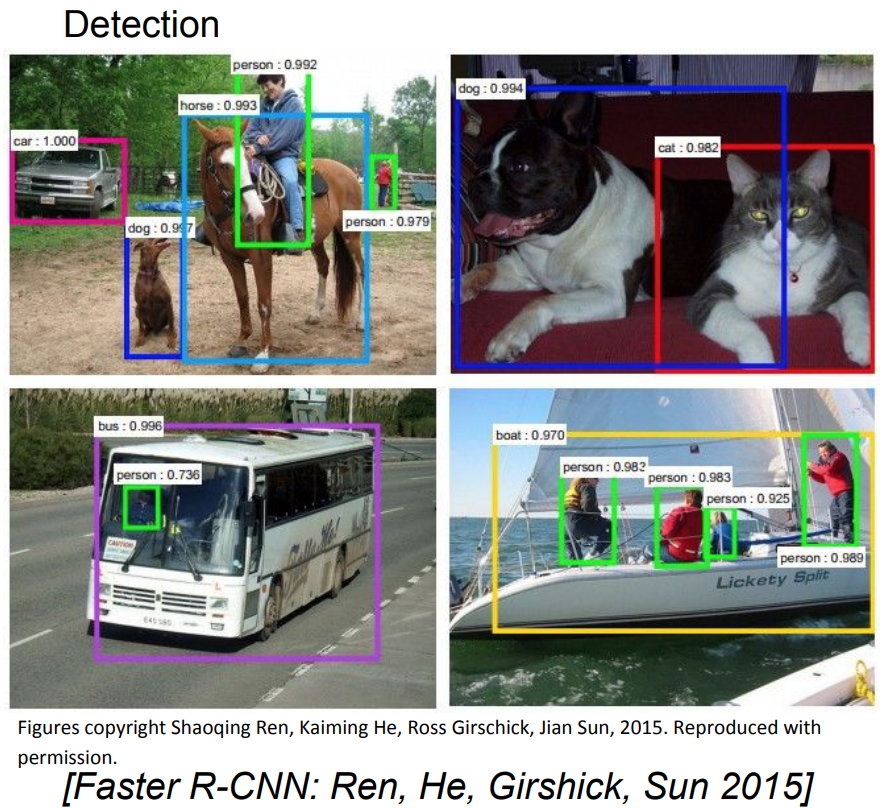 Detection
person : 0.992
horse : 0.993
car : 1.000
dog : 0.997
person : 0.979
dog : 0.994
cat : 0.982
bus : 0.996
person : 0.736
CAUTION
boat : 0.970
person : 0.983
person : 0.983
person : 0.925
person : 0.989
Lickety Split
Figures copyright Shaoqing Ren, Kaiming He, Ross Girschick, Jian Sun, 2015. Reproduced with
permission.
[Faster R-CNN: Ren, He, Girshick, Sun 2015]